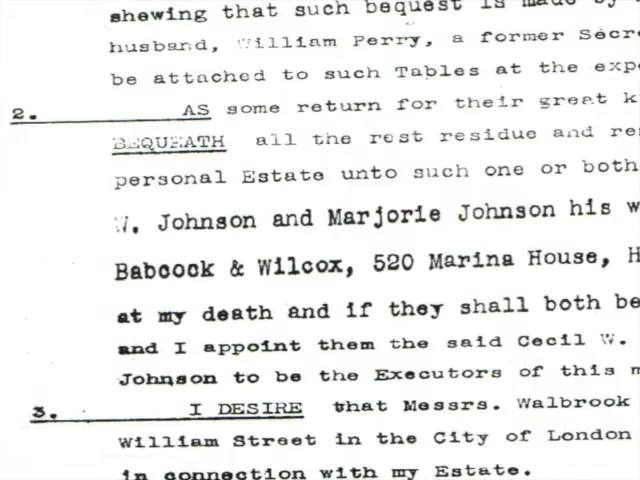 shewing that such bequest is made by
husband, William Perry, a former
be attached to such Tables at the
2. AS some return for their great
BEQUEATH all the rest residue and
personal Estate unto such one or both
W. Johnson and Marjorie Johnson his
Babcock & Wilcox, 520 Marina House,
at my death and if they shall both
and I appoint them the said Cecil W.
Johnson to be the Executors of this
3. I DESIRE that Messrs. Walbrook
William Street in the City of London
in connection with my Estate.